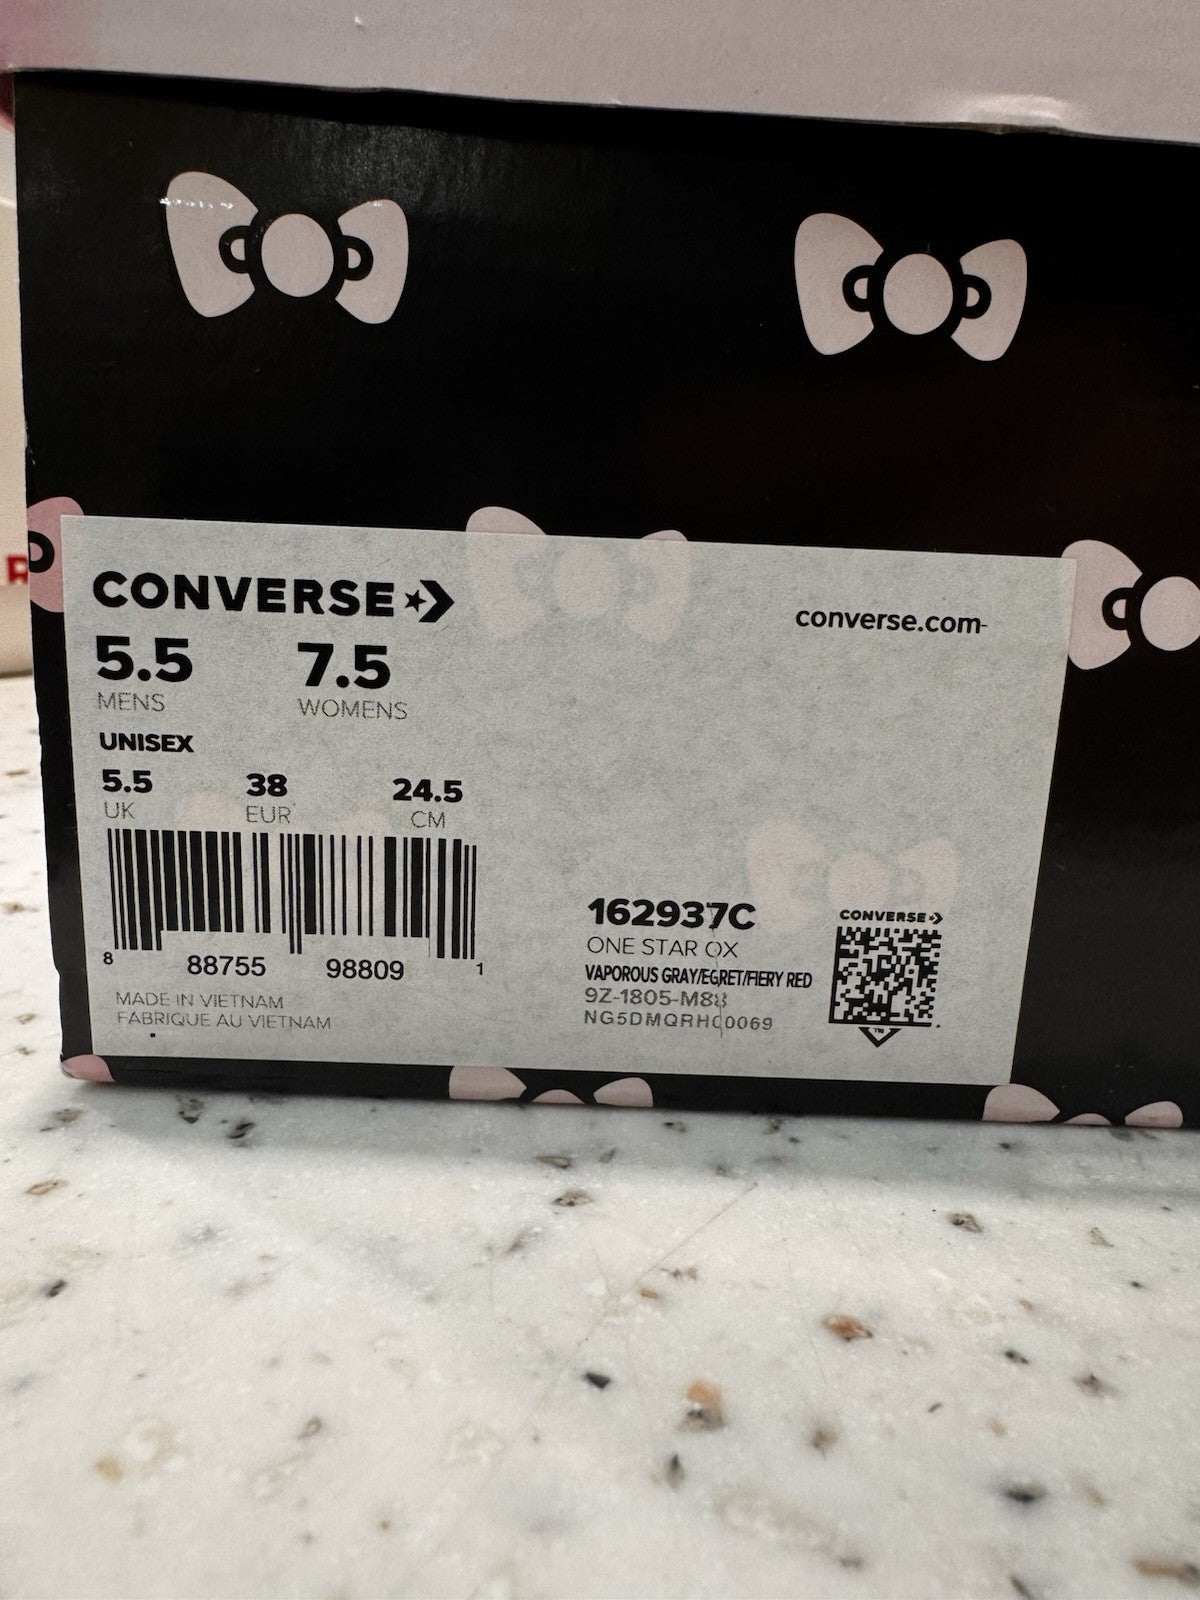 CONVERSE
converse.com
5.5 7.5
MENS WOMENS
UNISEX
5.5 38 24.5
UK EUR CM
8 88755 98809 1
MADE IN VIETNAM
FABRIQUE AU VIETNAM
162937C
ONE STAR OX
VAPOROUS GRAY/EGRET/FIERY RED
9Z-1805-M88
NG5DMQRHC0069
CONVERSE
TM
R